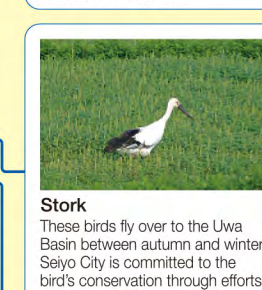 Stork
These birds fly over to the Uwa
Basin between autumn and winter
Seiyo City is committed to the
bird's conservation through efforts